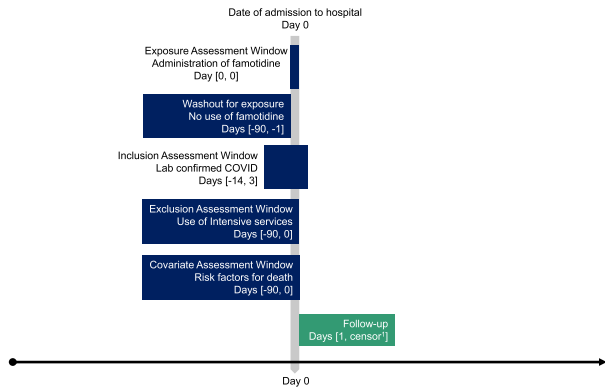 Date of admission to hospital
Day 0
Exposure Assessment Window
Administration of famotidine
Day [0, 0]
Washout for exposure
No use of famotidine
Days [-90, -1]
Inclusion Assessment Window
Lab confirmed COVID
Days [-14, 3]
Exclusion Assessment Window
Use of Intensive services
Days [-90, 0]
Covariate Assessment Window
Risk factors for death
Days [-90, 0]
Follow-up
Days [1, censor¹]
Day 0